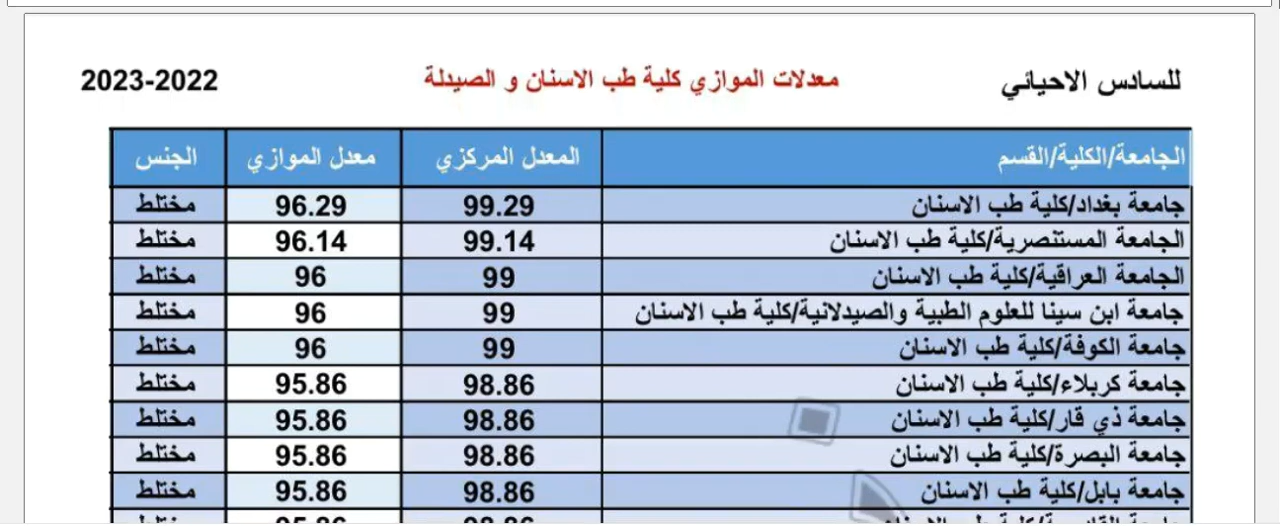 للسادس الاحيائي معدلات الموازي كلية طب الاسنان و الصيدلة 2023-2022
الجامعة/الكلية/القسم المعدل المركزي معدل الموازي الجنس
جامعة بغداد/كلية طب الاسنان 99.29 96.29 مختلط
الجامعة المستنصرية/كلية طب الاسنان 99.14 96.14 مختلط
الجامعة العراقية/كلية طب الاسنان 99 96 مختلط
جامعة ابن سينا للعلوم الطبية والصيدلانية/كلية طب الاسنان 99 96 مختلط
جامعة الكوفة/كلية طب الاسنان 99 96 مختلط
جامعة كربلاء/كلية طب الاسنان 98.86 95.86 مختلط
جامعة ذي قار/كلية طب الاسنان 98.86 95.86 مختلط
جامعة البصرة/كلية طب الاسنان 98.86 95.86 مختلط
جامعة بابل/كلية طب الاسنان 98.86 95.86 مختلط